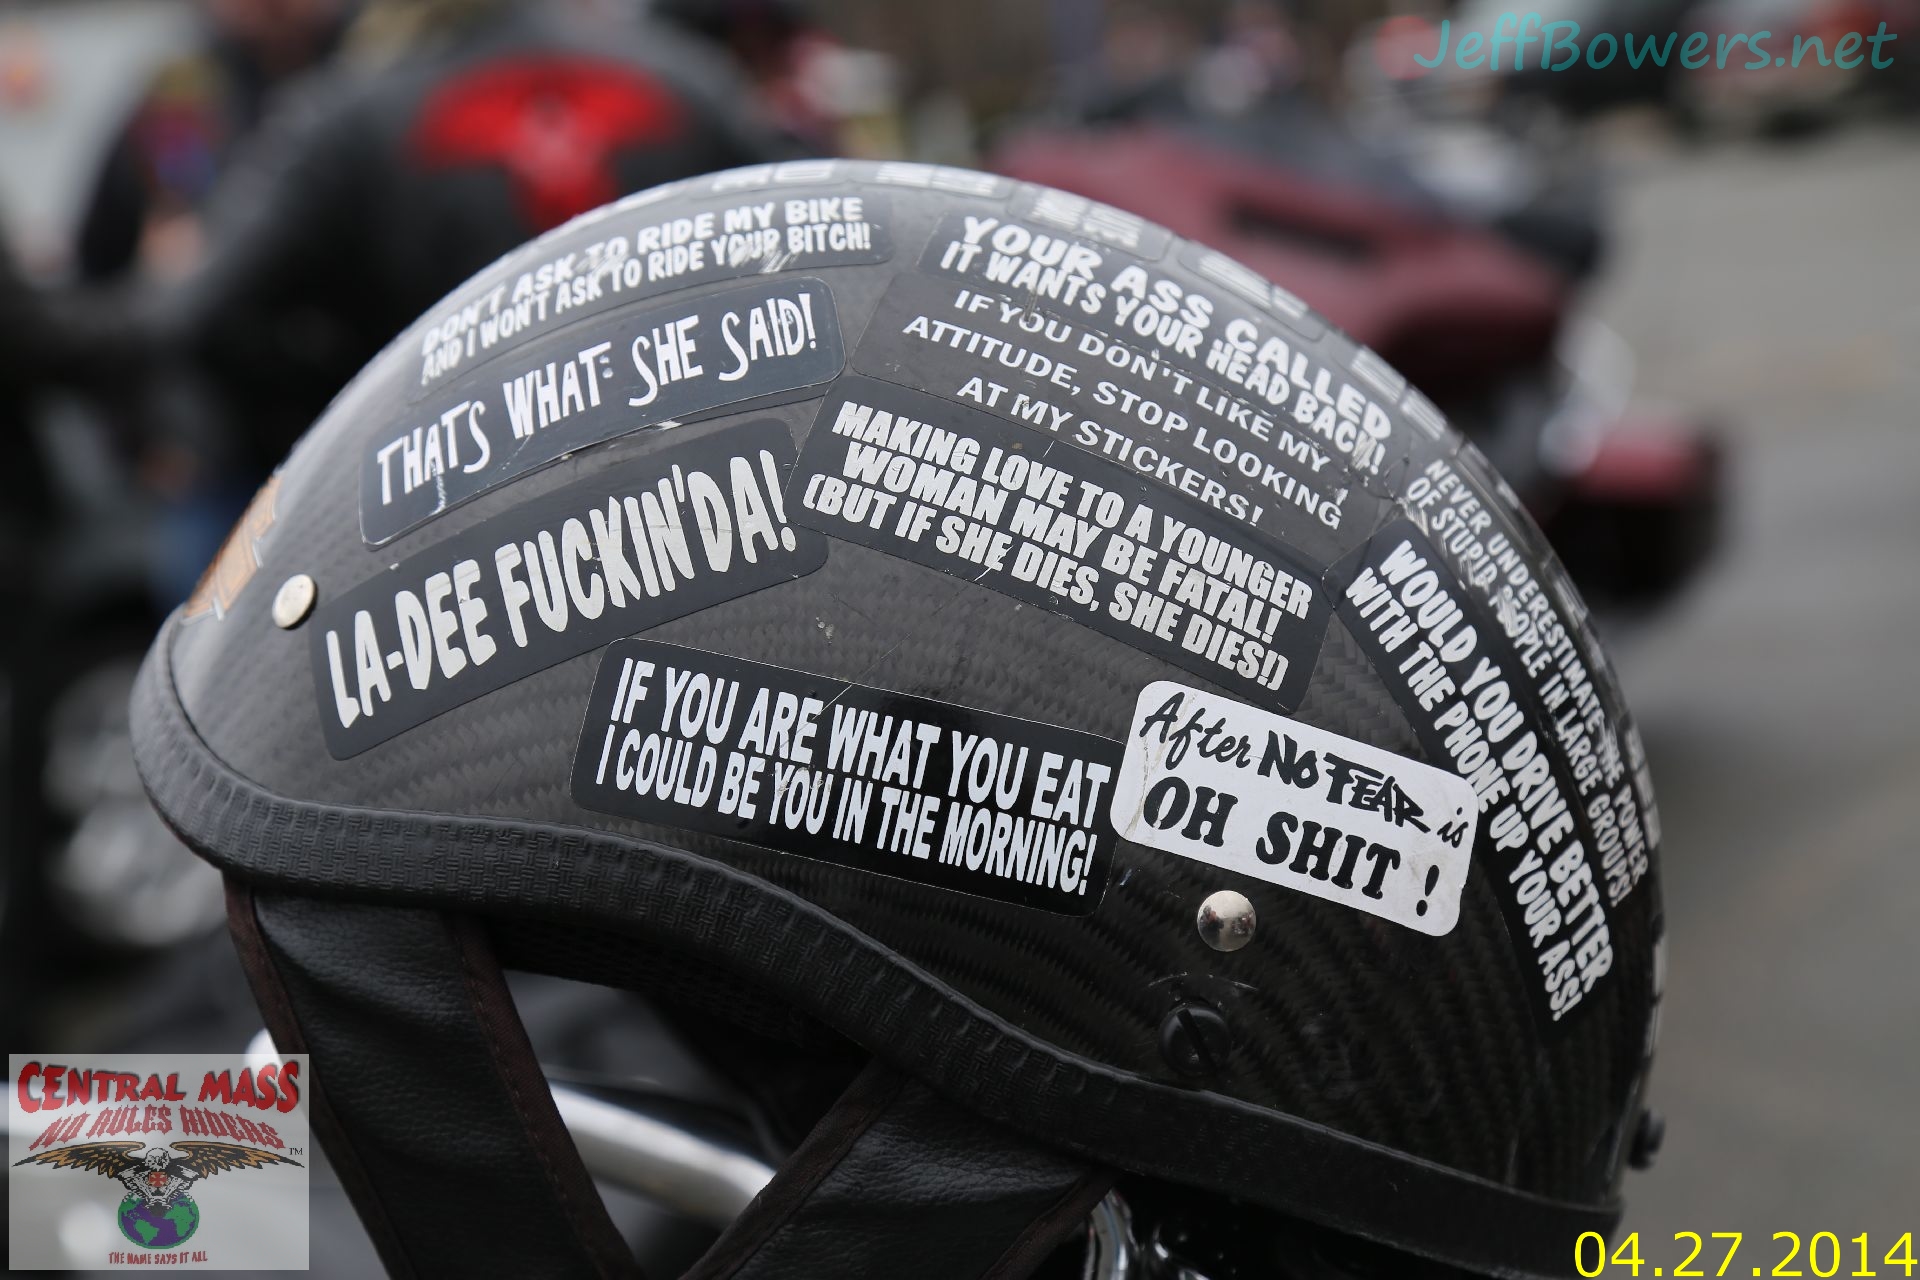 JeffBowers.net
DON'T ASK TO RIDE MY BIKE
AND I WON'T ASK TO RIDE YOUR BITCH!
THAT'S WHAT SHE SAID!
LA-DEE FUCKIN'DA!
YOUR ASS CALLED
IT WANTS YOUR HEAD BACK!
IF YOU DON'T LIKE MY
ATTITUDE, STOP LOOKING
AT MY STICKERS!
MAKING LOVE TO A YOUNGER
WOMAN MAY BE FATAL!
(BUT IF SHE DIES, SHE DIES!)
IF YOU ARE WHAT YOU EAT
I COULD BE YOU IN THE MORNING!
After NO FEAR is
OH SHIT !
NEVER UNDERESTIMATE THE POWER
OF STUPID PEOPLE IN LARGE GROUPS!
WOULD YOU DRIVE BETTER
WITH THE PHONE UP YOUR ASS!
CENTRAL MASS
NO RULES RIDERS
TM
THE NAME SAYS IT ALL
04.27.2014